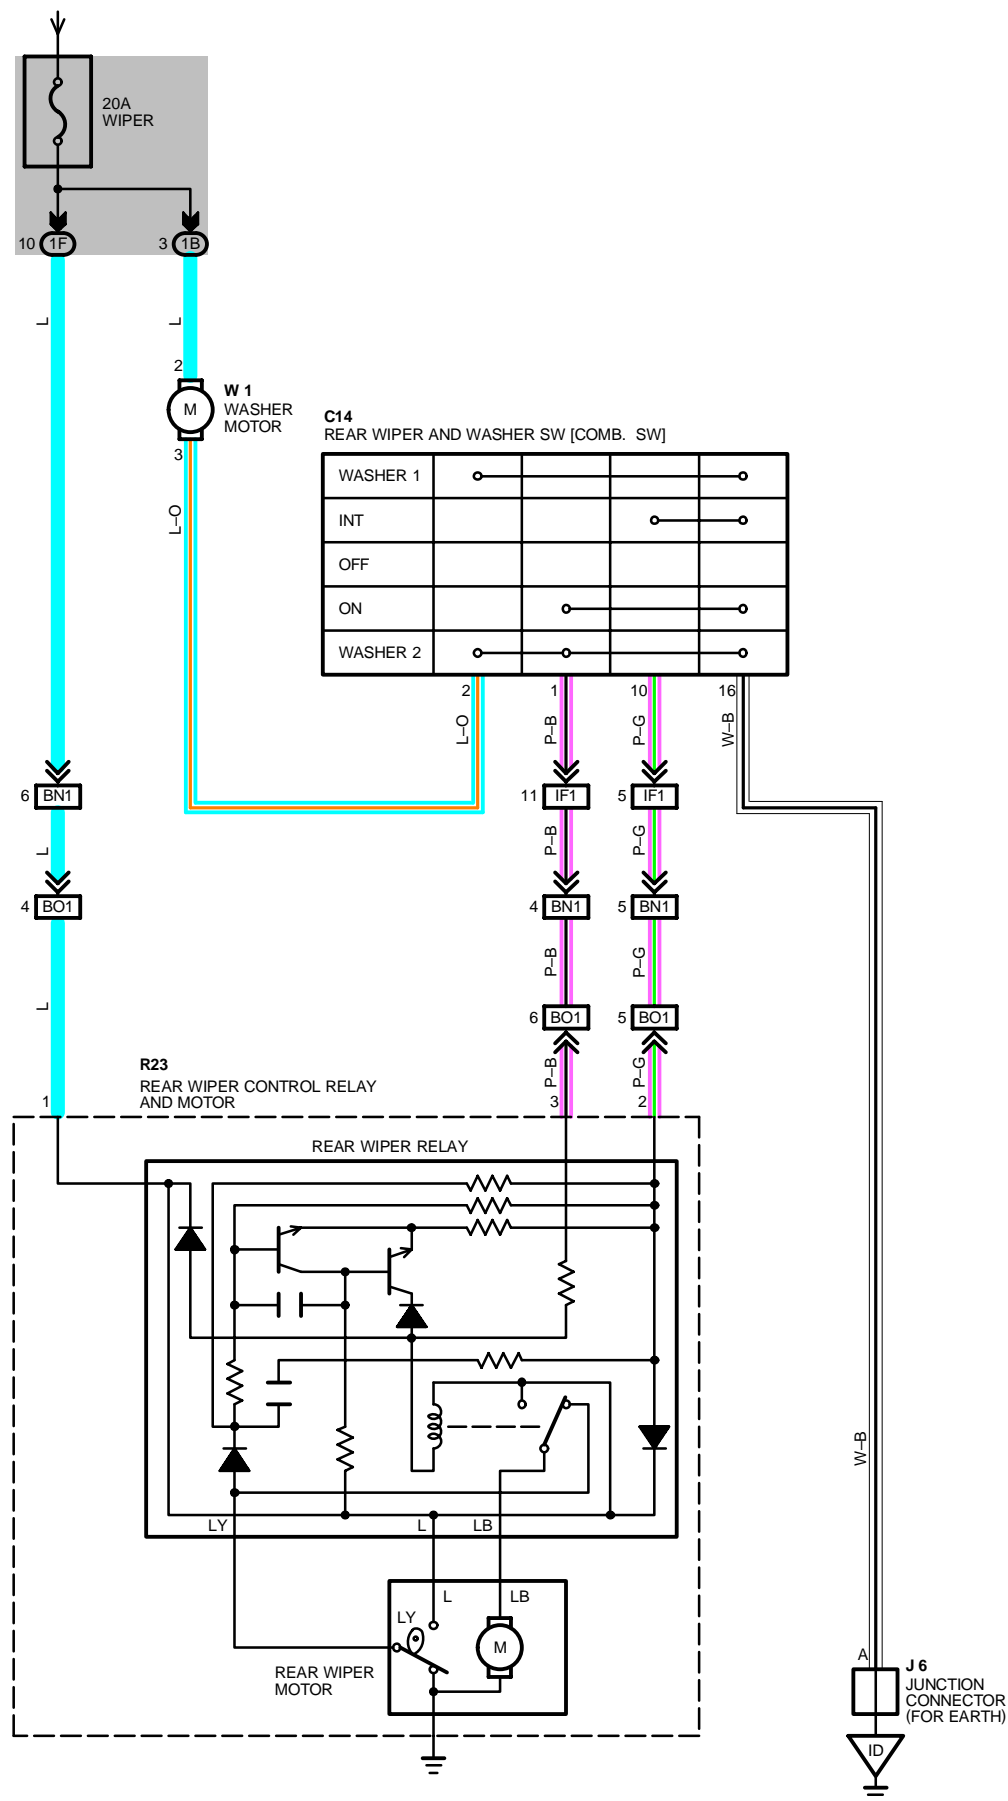 20A
WIPER
10 1F
3 1B
L
L
2
W 1
WASHER
MOTOR
M
3
L–O
C14
REAR WIPER AND WASHER SW [COMB. SW]
WASHER 1
INT
OFF
ON
WASHER 2
2
1
10
16
L–O
P–B
P–G
W–B
6 BN1
11 IF1
5 IF1
L
P–B
P–G
4 BO1
4 BN1
5 BN1
L
P–B
P–G
6 BO1
5 BO1
R23
REAR WIPER CONTROL RELAY
AND MOTOR
1
P–B
3
P–G
2
REAR WIPER RELAY
W–B
LY
L
LB
L
LB
LY
M
REAR WIPER
MOTOR
A
J 6
JUNCTION
CONNECTOR
(FOR EARTH)
ID